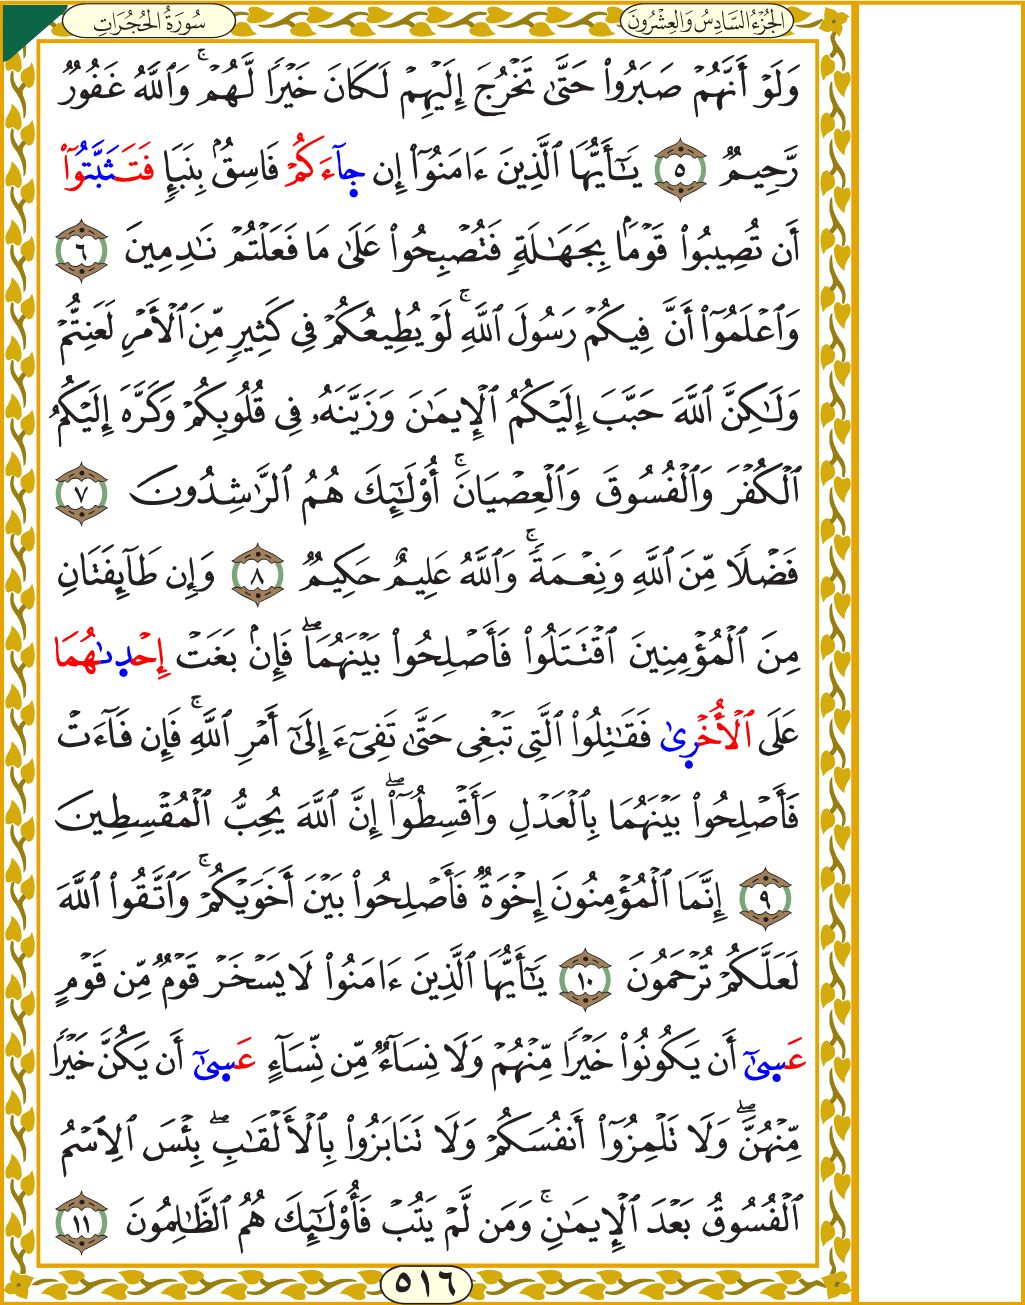 سُورَةُ الحُجُرَاتِ
الجُزْءُ السَّادِسُ وَالعِشْرُونَ
وَلَوْ أَنَّهُمْ صَبَرُوا۟ حَتَّىٰ تَخْرُجَ إِلَيْهِمْ لَكَانَ خَيْرًا لَّهُمْ ۚ وَٱللَّهُ غَفُورٌ
رَّحِيمٌ ٥ يَـٰٓأَيُّهَا ٱلَّذِينَ ءَامَنُوٓا۟ إِن جَآءَكُمْ فَاسِقٌۢ بِنَبَإٍ فَتَثَبَّتُوٓا۟
أَن تُصِيبُوا۟ قَوْمًۢا بِجَهَـٰلَةٍ فَتُصْبِحُوا۟ عَلَىٰ مَا فَعَلْتُمْ نَـٰدِمِينَ ٦
وَٱعْلَمُوٓا۟ أَنَّ فِيكُمْ رَسُولَ ٱللَّهِ ۚ لَوْ يُطِيعُكُمْ فِى كَثِيرٍ مِّنَ ٱلْأَمْرِ لَعَنِتُّمْ
وَلَـٰكِنَّ ٱللَّهَ حَبَّبَ إِلَيْكُمُ ٱلْإِيمَـٰنَ وَزَيَّنَهُۥ فِى قُلُوبِكُمْ وَكَرَّهَ إِلَيْكُمُ
ٱلْكُفْرَ وَٱلْفُسُوقَ وَٱلْعِصْيَانَ ۚ أُو۟لَـٰٓئِكَ هُمُ ٱلرَّٰشِدُونَ ٧
فَضْلًا مِّنَ ٱللَّهِ وَنِعْمَةً ۚ وَٱللَّهُ عَلِيمٌ حَكِيمٌ ٨ وَإِن طَآئِفَتَانِ
مِنَ ٱلْمُؤْمِنِينَ ٱقْتَتَلُوا۟ فَأَصْلِحُوا۟ بَيْنَهُمَا ۖ فَإِنۢ بَغَتْ إِحْدَىٰهُمَا
عَلَى ٱلْأُخْرَىٰ فَقَـٰتِلُوا۟ ٱلَّتِى تَبْغِى حَتَّىٰ تَفِىٓءَ إِلَىٰٓ أَمْرِ ٱللَّهِ ۚ فَإِن فَآءَتْ
فَأَصْلِحُوا۟ بَيْنَهُمَا بِٱلْعَدْلِ وَأَقْسِطُوٓا۟ ۖ إِنَّ ٱللَّهَ يُحِبُّ ٱلْمُقْسِطِينَ
٩ إِنَّمَا ٱلْمُؤْمِنُونَ إِخْوَةٌ فَأَصْلِحُوا۟ بَيْنَ أَخَوَيْكُمْ ۚ وَٱتَّقُوا۟ ٱللَّهَ
لَعَلَّكُمْ تُرْحَمُونَ ١٠ يَـٰٓأَيُّهَا ٱلَّذِينَ ءَامَنُوا۟ لَا يَسْخَرْ قَوْمٌ مِّن قَوْمٍ
عَسَىٰٓ أَن يَكُونُوا۟ خَيْرًا مِّنْهُمْ وَلَا نِسَآءٌ مِّن نِّسَآءٍ عَسَىٰٓ أَن يَكُنَّ خَيْرًا
مِّنْهُنَّ ۖ وَلَا تَلْمِزُوٓا۟ أَنفُسَكُمْ وَلَا تَنَابَزُوا۟ بِٱلْأَلْقَـٰبِ ۖ بِئْسَ ٱلِٱسْمُ
ٱلْفُسُوقُ بَعْدَ ٱلْإِيمَـٰنِ ۚ وَمَن لَّمْ يَتُبْ فَأُو۟لَـٰٓئِكَ هُمُ ٱلظَّـٰلِمُونَ ١١
٥١٦